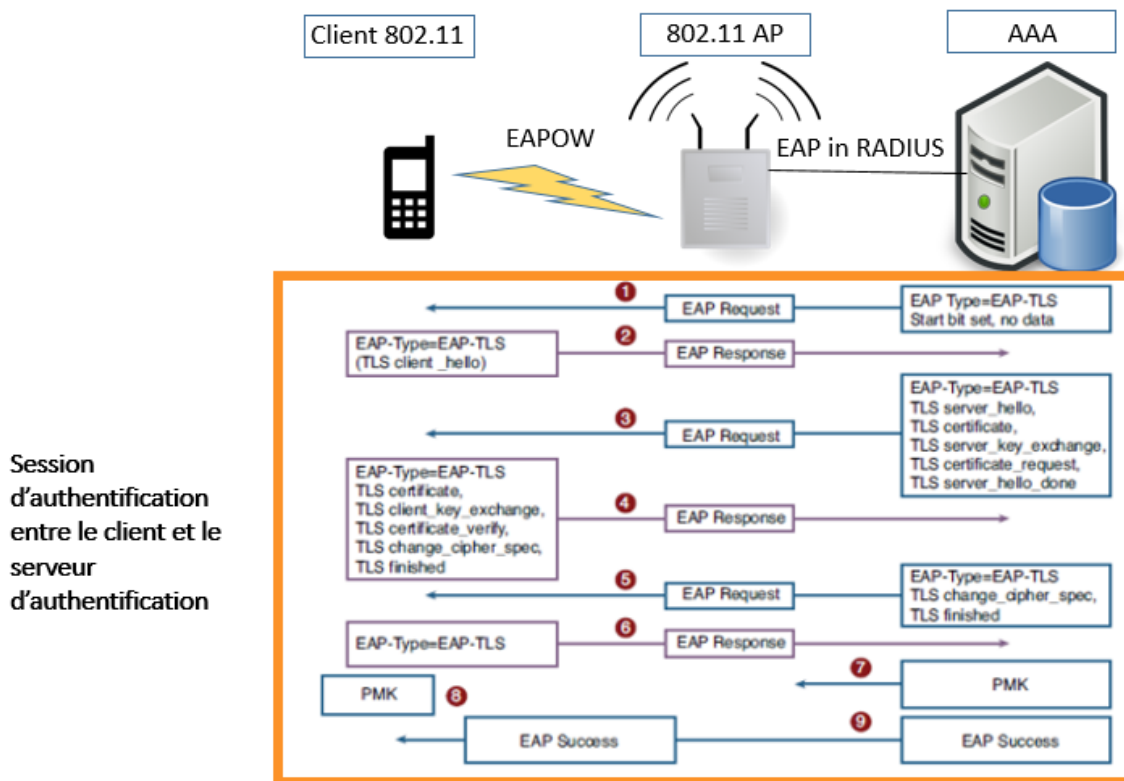 Client 802.11
802.11 AP
AAA
EAPOW
EAP in RADIUS
Session
d'authentification
entre le client et le
serveur
d'authentification
1
EAP Request
EAP Type=EAP-TLS
Start bit set, no data
EAP-Type=EAP-TLS
(TLS client _hello)
2
EAP Response
3
EAP Request
EAP-Type=EAP-TLS
TLS server_hello,
TLS certificate,
TLS server_key_exchange,
TLS certificate_request,
TLS server_hello_done
EAP-Type=EAP-TLS
TLS certificate,
TLS client_key_exchange,
TLS certificate_verify,
TLS change_cipher_spec,
TLS finished
4
EAP Response
5
EAP Request
EAP-Type=EAP-TLS
TLS change_cipher_spec,
TLS finished
EAP-Type=EAP-TLS
6
EAP Response
7
PMK
PMK
8
EAP Success
9
EAP Success